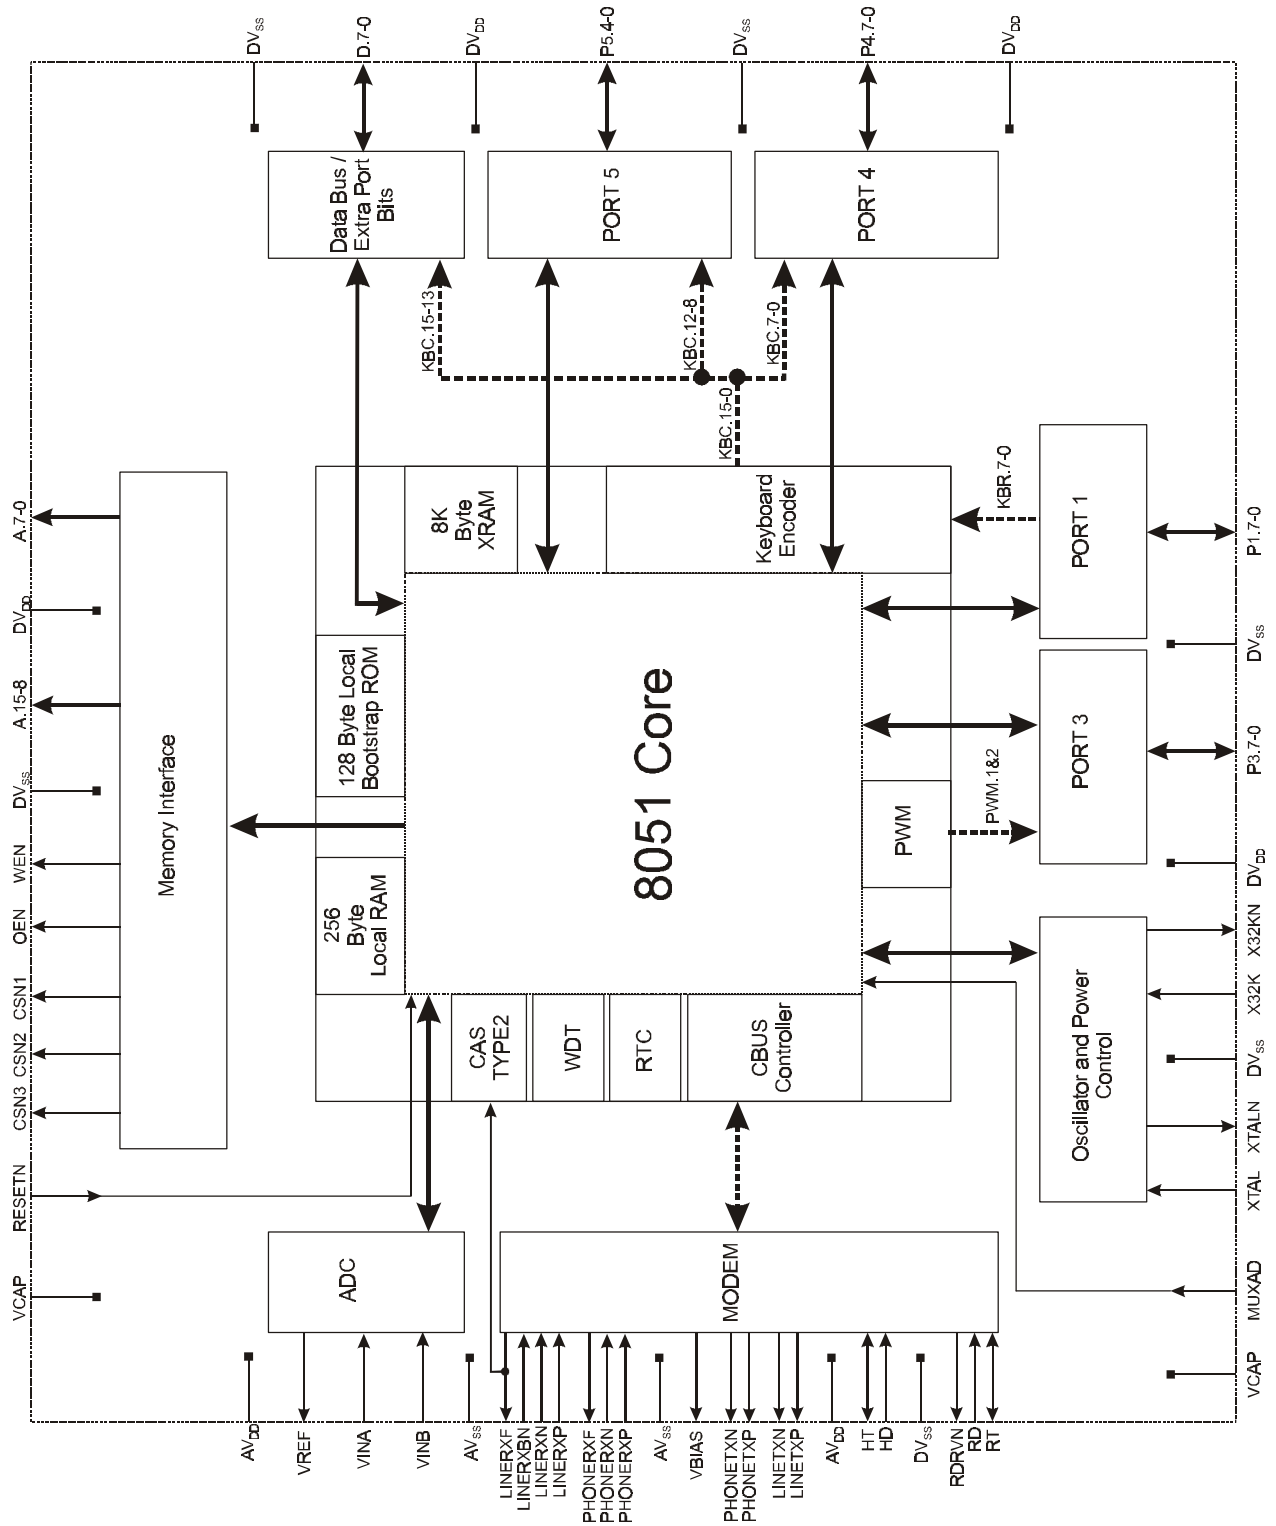 DVSS
D.7-0
DVDD
P5.4-0
DVSS
P4.7-0
DVDD
Data Bus /
Extra Port
Bits
PORT 5
PORT 4
KBC.15-13
KBC.12-8
KBC.7-0
KBC.15-0
KBR.7-0
A.7-0
DVDD
A.15-8
DVSS
WEN
OEN
CSN1
CSN2
CSN3
RESETN
VCAP
Memory Interface
8K
Byte
XRAM
Keyboard
Encoder
128 Byte Local
Bootstrap ROM
256
Byte
Local RAM
8051 Core
PWM
PWM.1&2
CAS
TYPE2
WDT
RTC
CBUS
Controller
PORT 1
PORT 3
Oscillator and Power
Control
P1.7-0
DVSS
P3.7-0
DVDD
X32KN
X32K
DVSS
XTALN
XTAL
MUXAD
VCAP
ADC
MODEM
AVDD
VREF
VINA
VINB
AVSS
LINERXF
LINERXBN
LINERXN
LINERXP
PHONERXF
PHONERXN
PHONERXP
AVSS
VBIAS
PHONETXN
PHONETXP
LINETXN
LINETXP
AVDD
HT
HD
DVSS
RDRVN
RD
RT